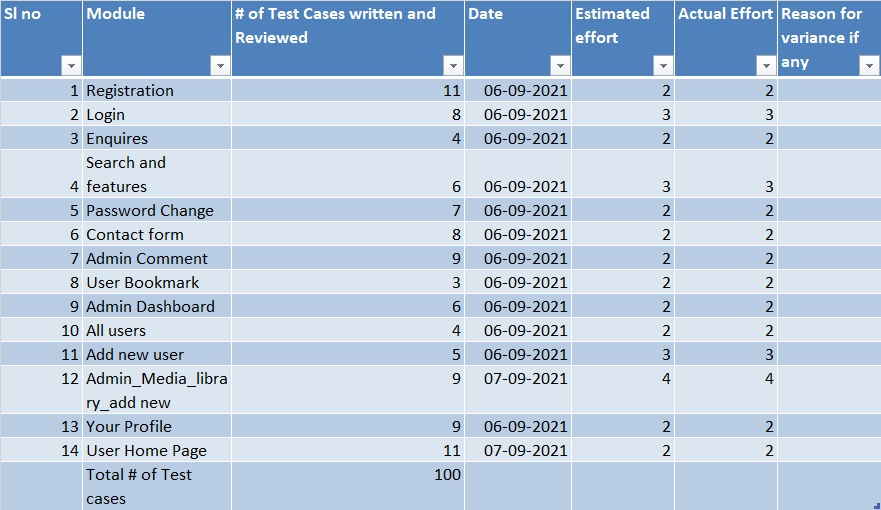 Sl no Module # of Test Cases written and Reviewed Date Estimated effort Actual Effort Reason for variance if any
1 Registration 11 06-09-2021 2 2
2 Login 8 06-09-2021 3 3
3 Enquires 4 06-09-2021 2 2
4 Search and features 6 06-09-2021 3 3
5 Password Change 7 06-09-2021 2 2
6 Contact form 8 06-09-2021 2 2
7 Admin Comment 9 06-09-2021 2 2
8 User Bookmark 3 06-09-2021 2 2
9 Admin Dashboard 6 06-09-2021 2 2
10 All users 4 06-09-2021 2 2
11 Add new user 5 06-09-2021 3 3
12 Admin_Media_library_add new 9 07-09-2021 4 4
13 Your Profile 9 06-09-2021 2 2
14 User Home Page 11 07-09-2021 2 2
Total # of Test cases 100